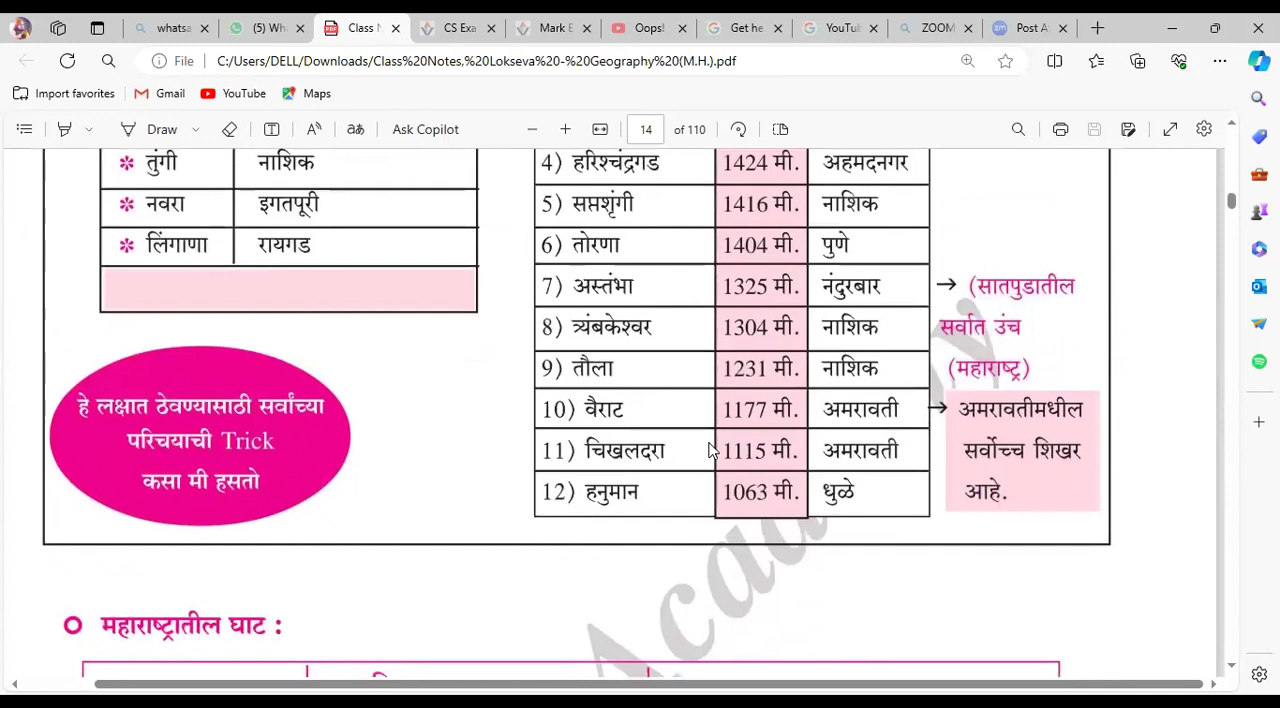 whatsa
(5) Wh
Class N
CS Exa
Mark E
Oops!
Get he
YouTu
ZOOM
Post A
File
C:/Users/DELL/Downloads/Class%20Notes,%20Lokseva%20-%20Geography%20(M.H.).pdf
Import favorites
Gmail
YouTube
Maps
Draw
Ask Copilot
14 of 110
* तुंगी नाशिक
* नवरा इगतपूरी
* लिंगाणा रायगड
4) हरिश्चंद्रगड 1424 मी. अहमदनगर
5) सप्तशृंगी 1416 मी. नाशिक
6) तोरणा 1404 मी. पुणे
7) अस्तंभा 1325 मी. नंदुरबार → (सातपुडातील
8) त्र्यंबकेश्वर 1304 मी. नाशिक सर्वात उंच
9) तौला 1231 मी. नाशिक (महाराष्ट्र)
10) वैराट 1177 मी. अमरावती → अमरावतीमधील
11) चिखलदरा 1115 मी. अमरावती सर्वोच्च शिखर
12) हनुमान 1063 मी. धुळे आहे.
हे लक्षात ठेवण्यासाठी सर्वांच्या
परिचयाची Trick
कसा मी हसतो
महाराष्ट्रातील घाट :